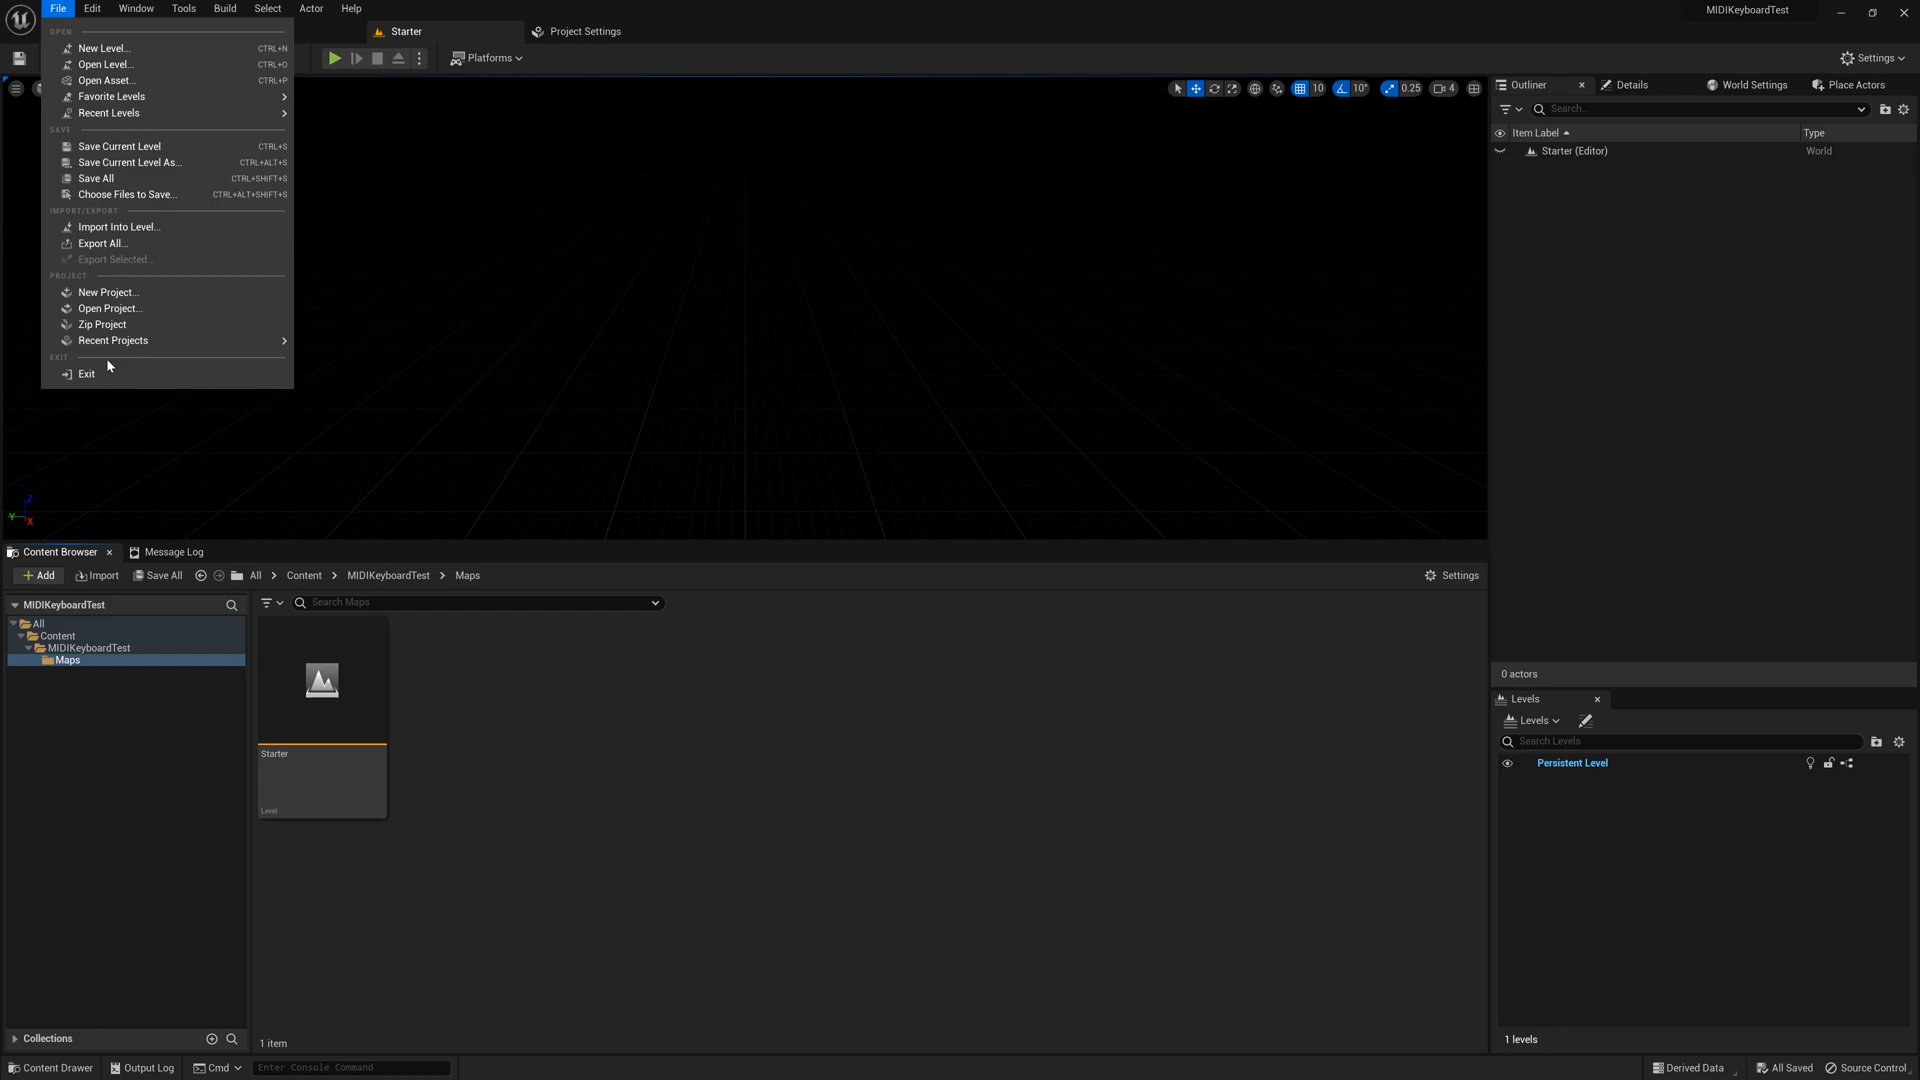 File Edit Window Tools Build Select Actor Help
MIDIKeyboardTest
Starter
Project Settings
OPEN
New Level... CTRL+N
Open Level... CTRL+O
Open Asset... CTRL+P
Favorite Levels
Recent Levels
SAVE
Save Current Level CTRL+S
Save Current Level As... CTRL+ALT+S
Save All CTRL+SHIFT+S
Choose Files to Save... CTRL+ALT+SHIFT+S
IMPORT/EXPORT
Import Into Level...
Export All...
Export Selected...
PROJECT
New Project...
Open Project...
Zip Project
Recent Projects
EXIT
Exit
Platforms
Settings
10 10° 0.25 4
Z
Y
X
Outliner Details World Settings Place Actors
Search...
Item Label Type
Starter (Editor) World
0 actors
Levels
Levels
Search Levels
Persistent Level
1 levels
Content Browser Message Log
Add Import Save All All Content MIDIKeyboardTest Maps
Settings
MIDIKeyboardTest
All
Content
MIDIKeyboardTest
Maps
Search Maps
Starter
Level
Collections
1 item
Content Drawer Output Log Cmd Enter Console Command
Derived Data All Saved Source Control